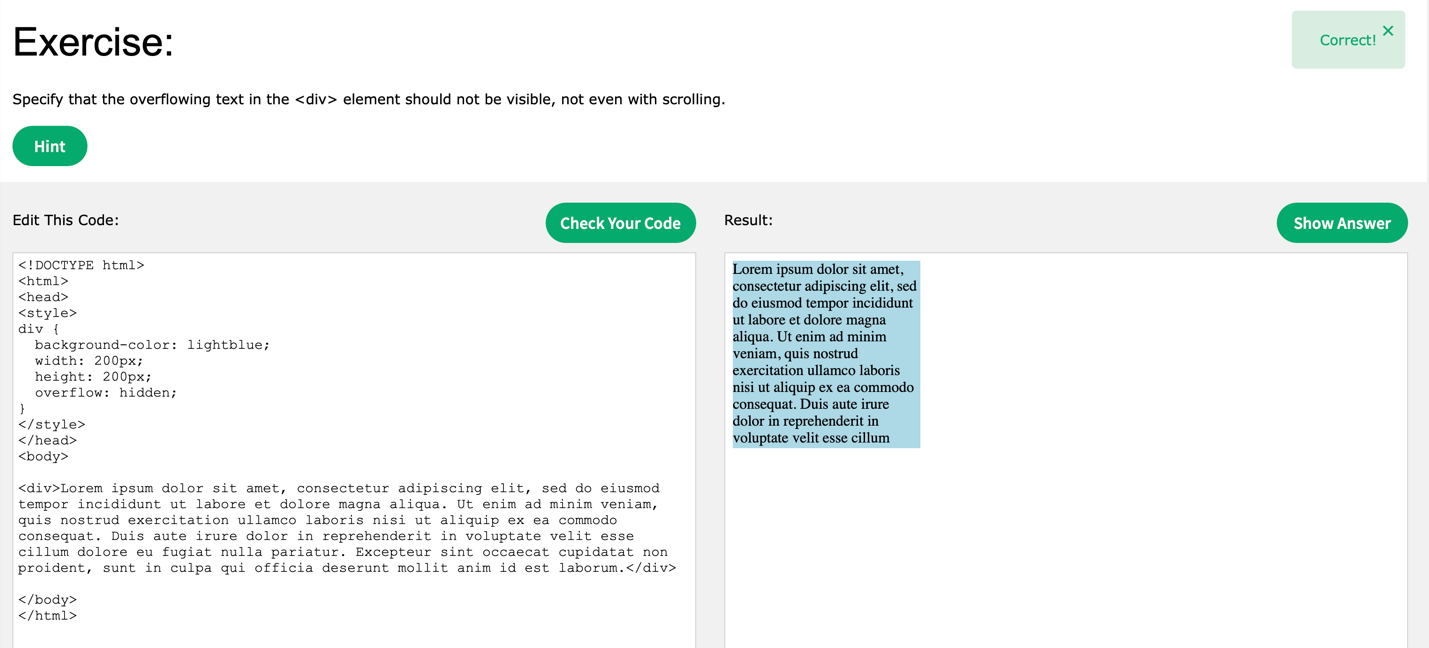 Exercise:
Correct! ×
Specify that the overflowing text in the <div> element should not be visible, not even with scrolling.
Hint
Edit This Code:
Check Your Code
<!DOCTYPE html>
<html>
<head>
<style>
div {
  background-color: lightblue;
  width: 200px;
  height: 200px;
  overflow: hidden;
}
</style>
</head>
<body>

<div>Lorem ipsum dolor sit amet, consectetur adipiscing elit, sed do eiusmod
tempor incididunt ut labore et dolore magna aliqua. Ut enim ad minim veniam,
quis nostrud exercitation ullamco laboris nisi ut aliquip ex ea commodo
consequat. Duis aute irure dolor in reprehenderit in voluptate velit esse
cillum dolore eu fugiat nulla pariatur. Excepteur sint occaecat cupidatat non
proident, sunt in culpa qui officia deserunt mollit anim id est laborum.</div>

</body>
</html>
Result:
Show Answer
Lorem ipsum dolor sit amet,
consectetur adipiscing elit, sed
do eiusmod tempor incididunt
ut labore et dolore magna
aliqua. Ut enim ad minim
veniam, quis nostrud
exercitation ullamco laboris
nisi ut aliquip ex ea commodo
consequat. Duis aute irure
dolor in reprehenderit in
voluptate velit esse cillum